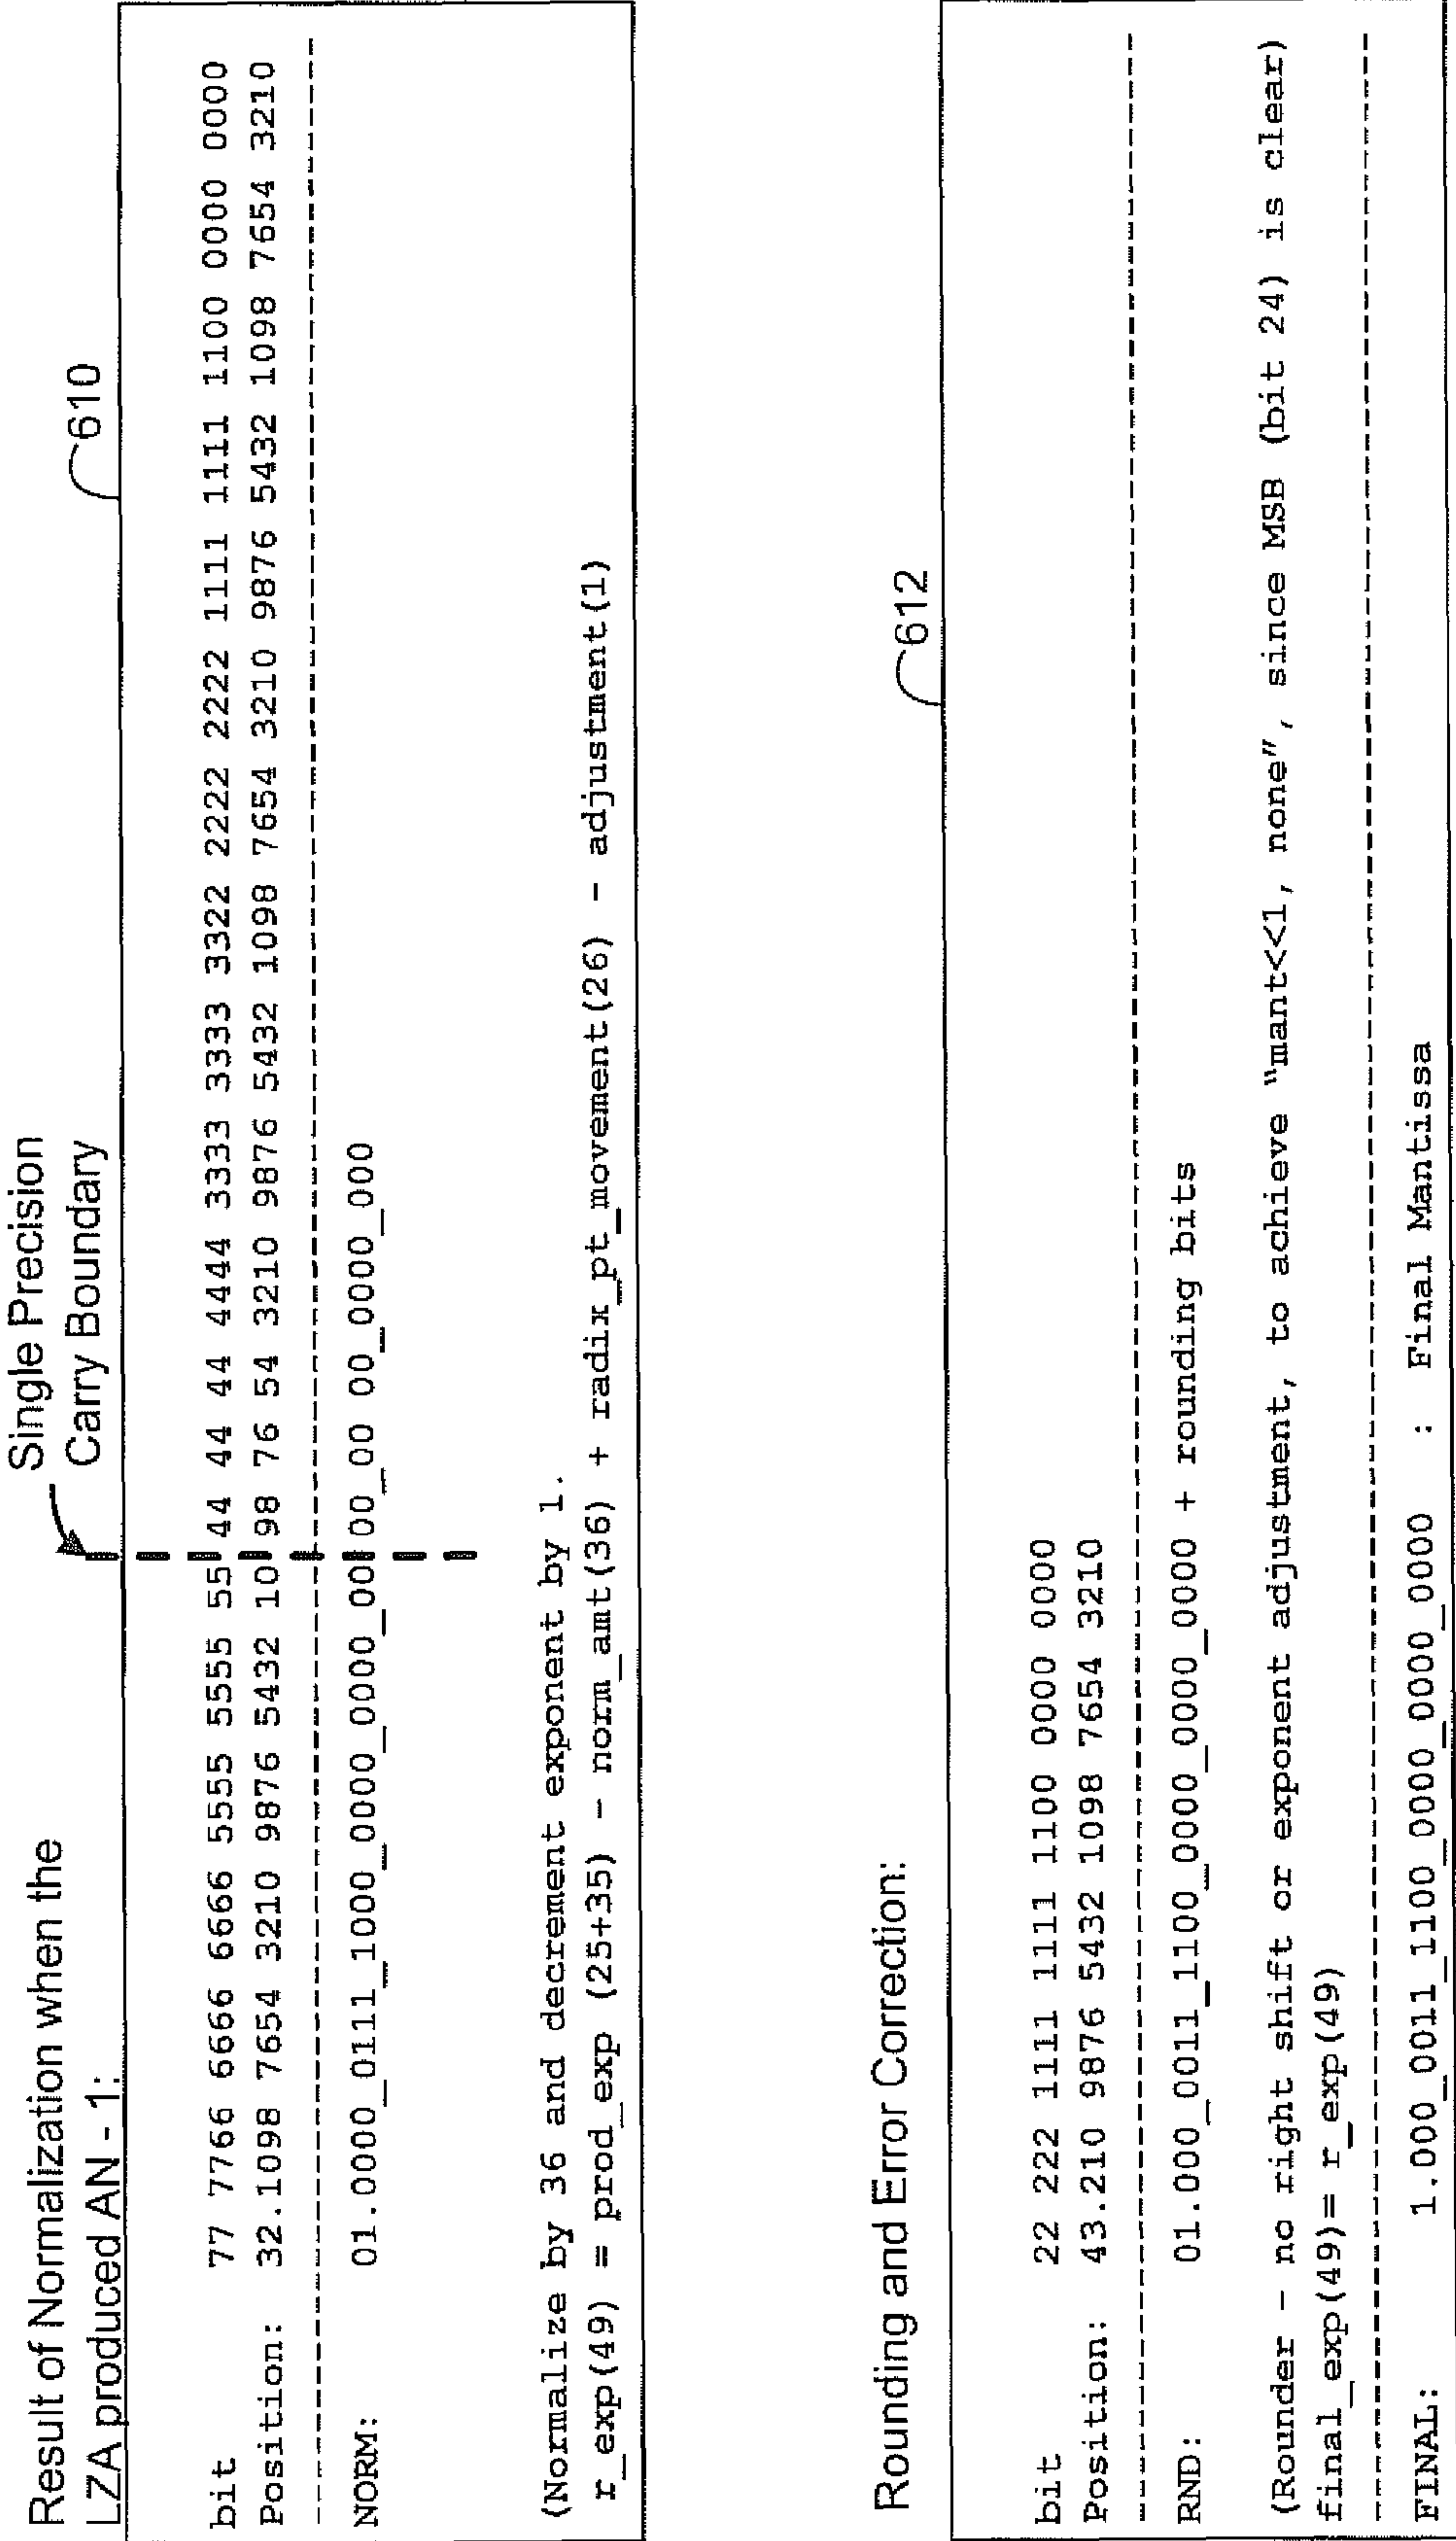 Result of Normalization when the
LZA produced AN - 1:
Single Precision
Carry Boundary
610
bit 77 7766 6666 6666 5555 5555 55 44 44 44 44 4444 3333 3333 3322 2222 2222 1111 1111 1100 0000 0000
Position: 32.1098 7654 3210 9876 5432 10 98 76 54 3210 9876 5432 1098 7654 3210 9876 5432 1098 7654 3210
NORM: 01.0000_0111_1000_0000_0000_00 00_00_00 00_0000_000
(Normalize by 36 and decrement exponent by 1.
r_exp(49) = prod_exp (25+35) - norm_amt(36) + radix_pt_movement(26) - adjustment(1)
Rounding and Error Correction:
612
bit 22 222 1111 1111 1100 0000 0000
Position: 43.210 9876 5432 1098 7654 3210
RND: 01.000_0011_1100_0000_0000_0000 + rounding bits
(Rounder - no right shift or exponent adjustment, to achieve "mant<<1, none", since MSB (bit 24) is clear)
final_exp(49)= r_exp(49)
FINAL: 1.000_0011_1100_0000_0000_0000 : Final Mantissa